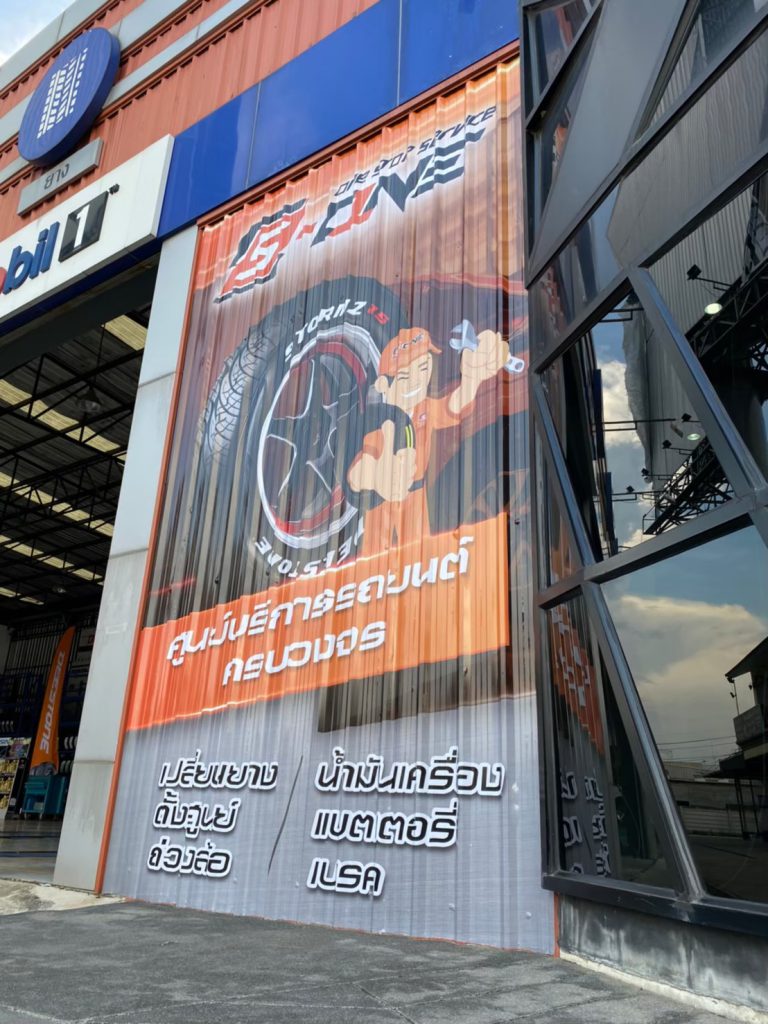 ยาง
bil 1™
ONE STOP SERVICE
B-ONE
STORMZ
DEESTONE
ศูนย์บริการรถยนต์
ครบวงจร
DEESTONE
เปลี่ยนยาง / น้ำมันเครื่อง
ตั้งศูนย์ แบตเตอรี่
ถ่วงล้อ เบรค